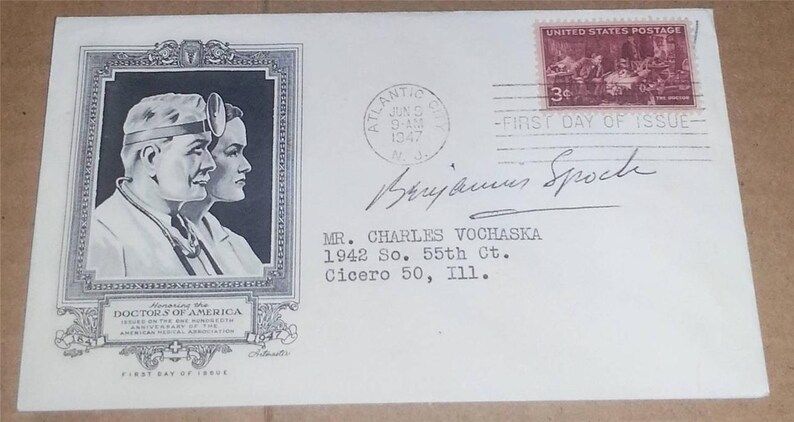 UNITED STATES POSTAGE
3¢
THE DOCTOR
ATLANTIC CITY
JUN 9
9-AM
1947
N. J.
FIRST DAY OF ISSUE
Benjamin Spock
MR. CHARLES VOCHASKA
1942 So. 55th Ct.
Cicero 50, Ill.
Honoring the
DOCTORS OF AMERICA
ISSUED ON THE ONE HUNDREDTH
ANNIVERSARY OF THE
AMERICAN MEDICAL ASSOCIATION
1847 1947
Artmaster
FIRST DAY OF ISSUE